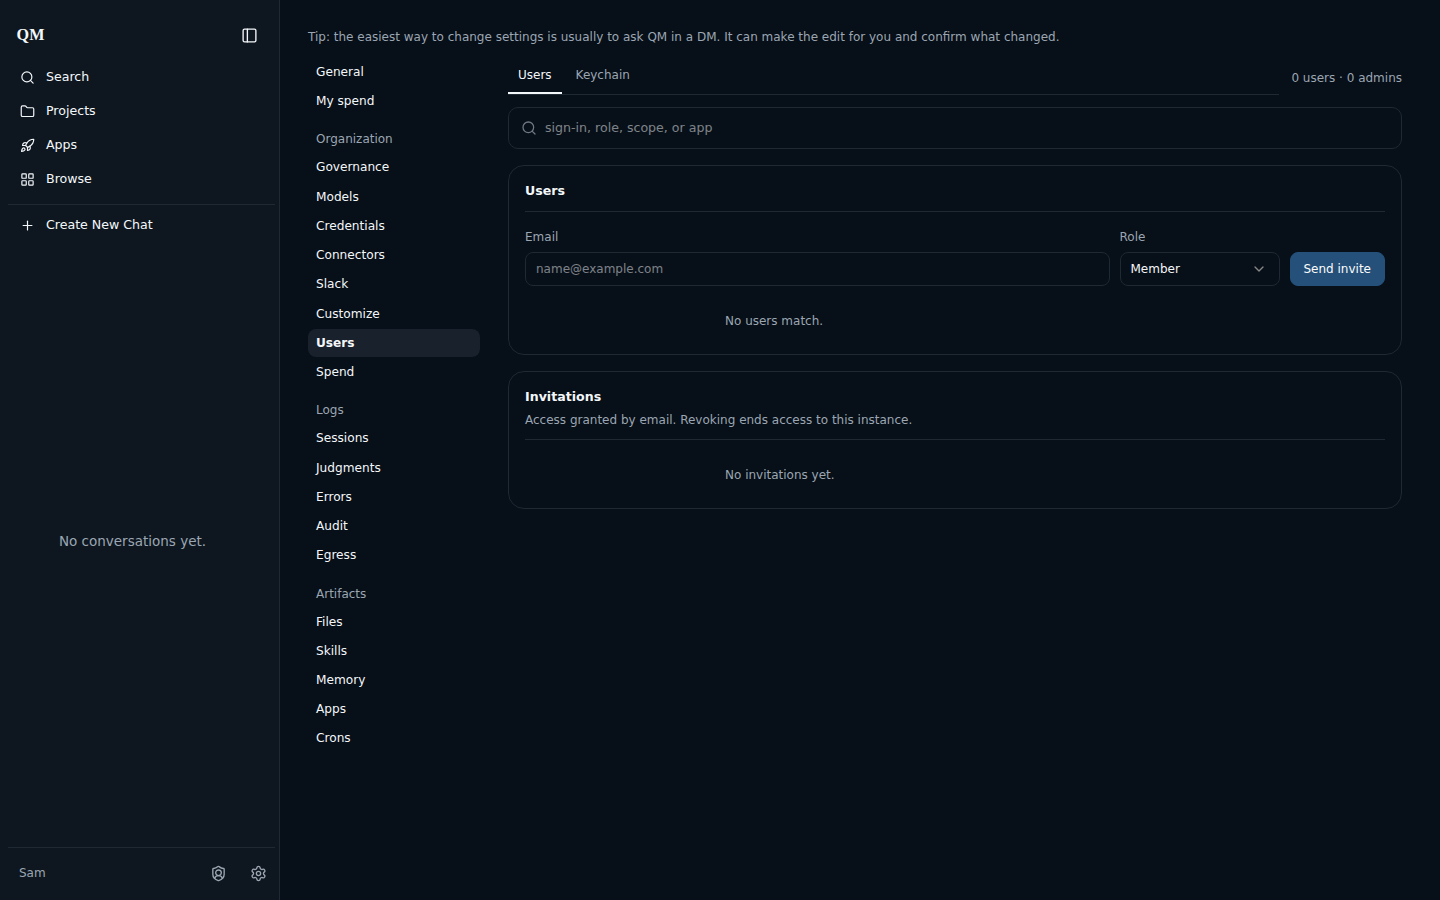 QM
Search
Projects
Apps
Browse
Create New Chat
No conversations yet.
Sam
Tip: the easiest way to change settings is usually to ask QM in a DM. It can make the edit for you and confirm what changed.
General
My spend
Organization
Governance
Models
Credentials
Connectors
Slack
Customize
Users
Spend
Logs
Sessions
Judgments
Errors
Audit
Egress
Artifacts
Files
Skills
Memory
Apps
Crons
Users Keychain 0 users · 0 admins
sign-in, role, scope, or app
Users
Email Role
name@example.com Member Send invite
No users match.
Invitations
Access granted by email. Revoking ends access to this instance.
No invitations yet.